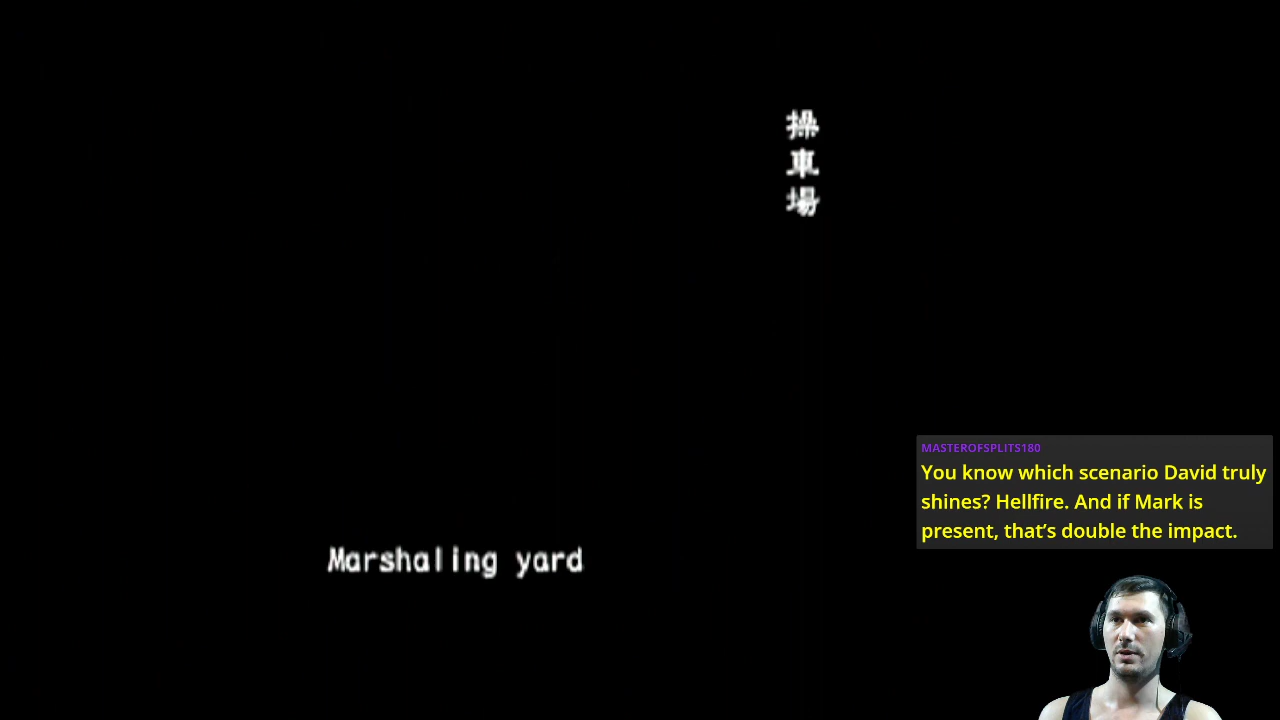 操車場
Marshaling yard
MASTEROFSPLITS180
You know which scenario David truly
shines? Hellfire. And if Mark is
present, that's double the impact.